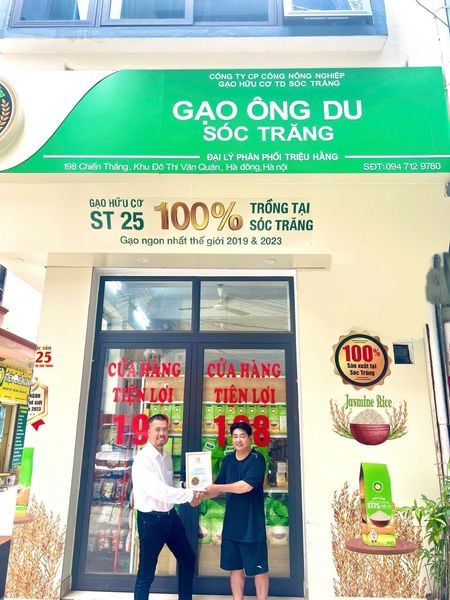 CÔNG TY CP CÔNG NÔNG NGHIỆP
GẠO HỮU CƠ TD SÓC TRĂNG
GẠO ÔNG DU
SÓC TRĂNG
ĐẠI LÝ PHÂN PHỐI TRIỆU HẰNG
198 Chiến Thắng, Khu Đô Thị Văn Quán, Hà đông, Hà nội
SĐT: 094 712 9780
GẠO HỮU CƠ
ST 25
100%
TRỒNG TẠI
SÓC TRĂNG
Gạo ngon nhất thế giới 2019 & 2023
CỬA HÀNG
TIỆN LỢI
19
CỬA HÀNG
TIỆN LỢI
198
100%
Sản xuất tại
Sóc Trăng
Jasmine Rice
ST25
25